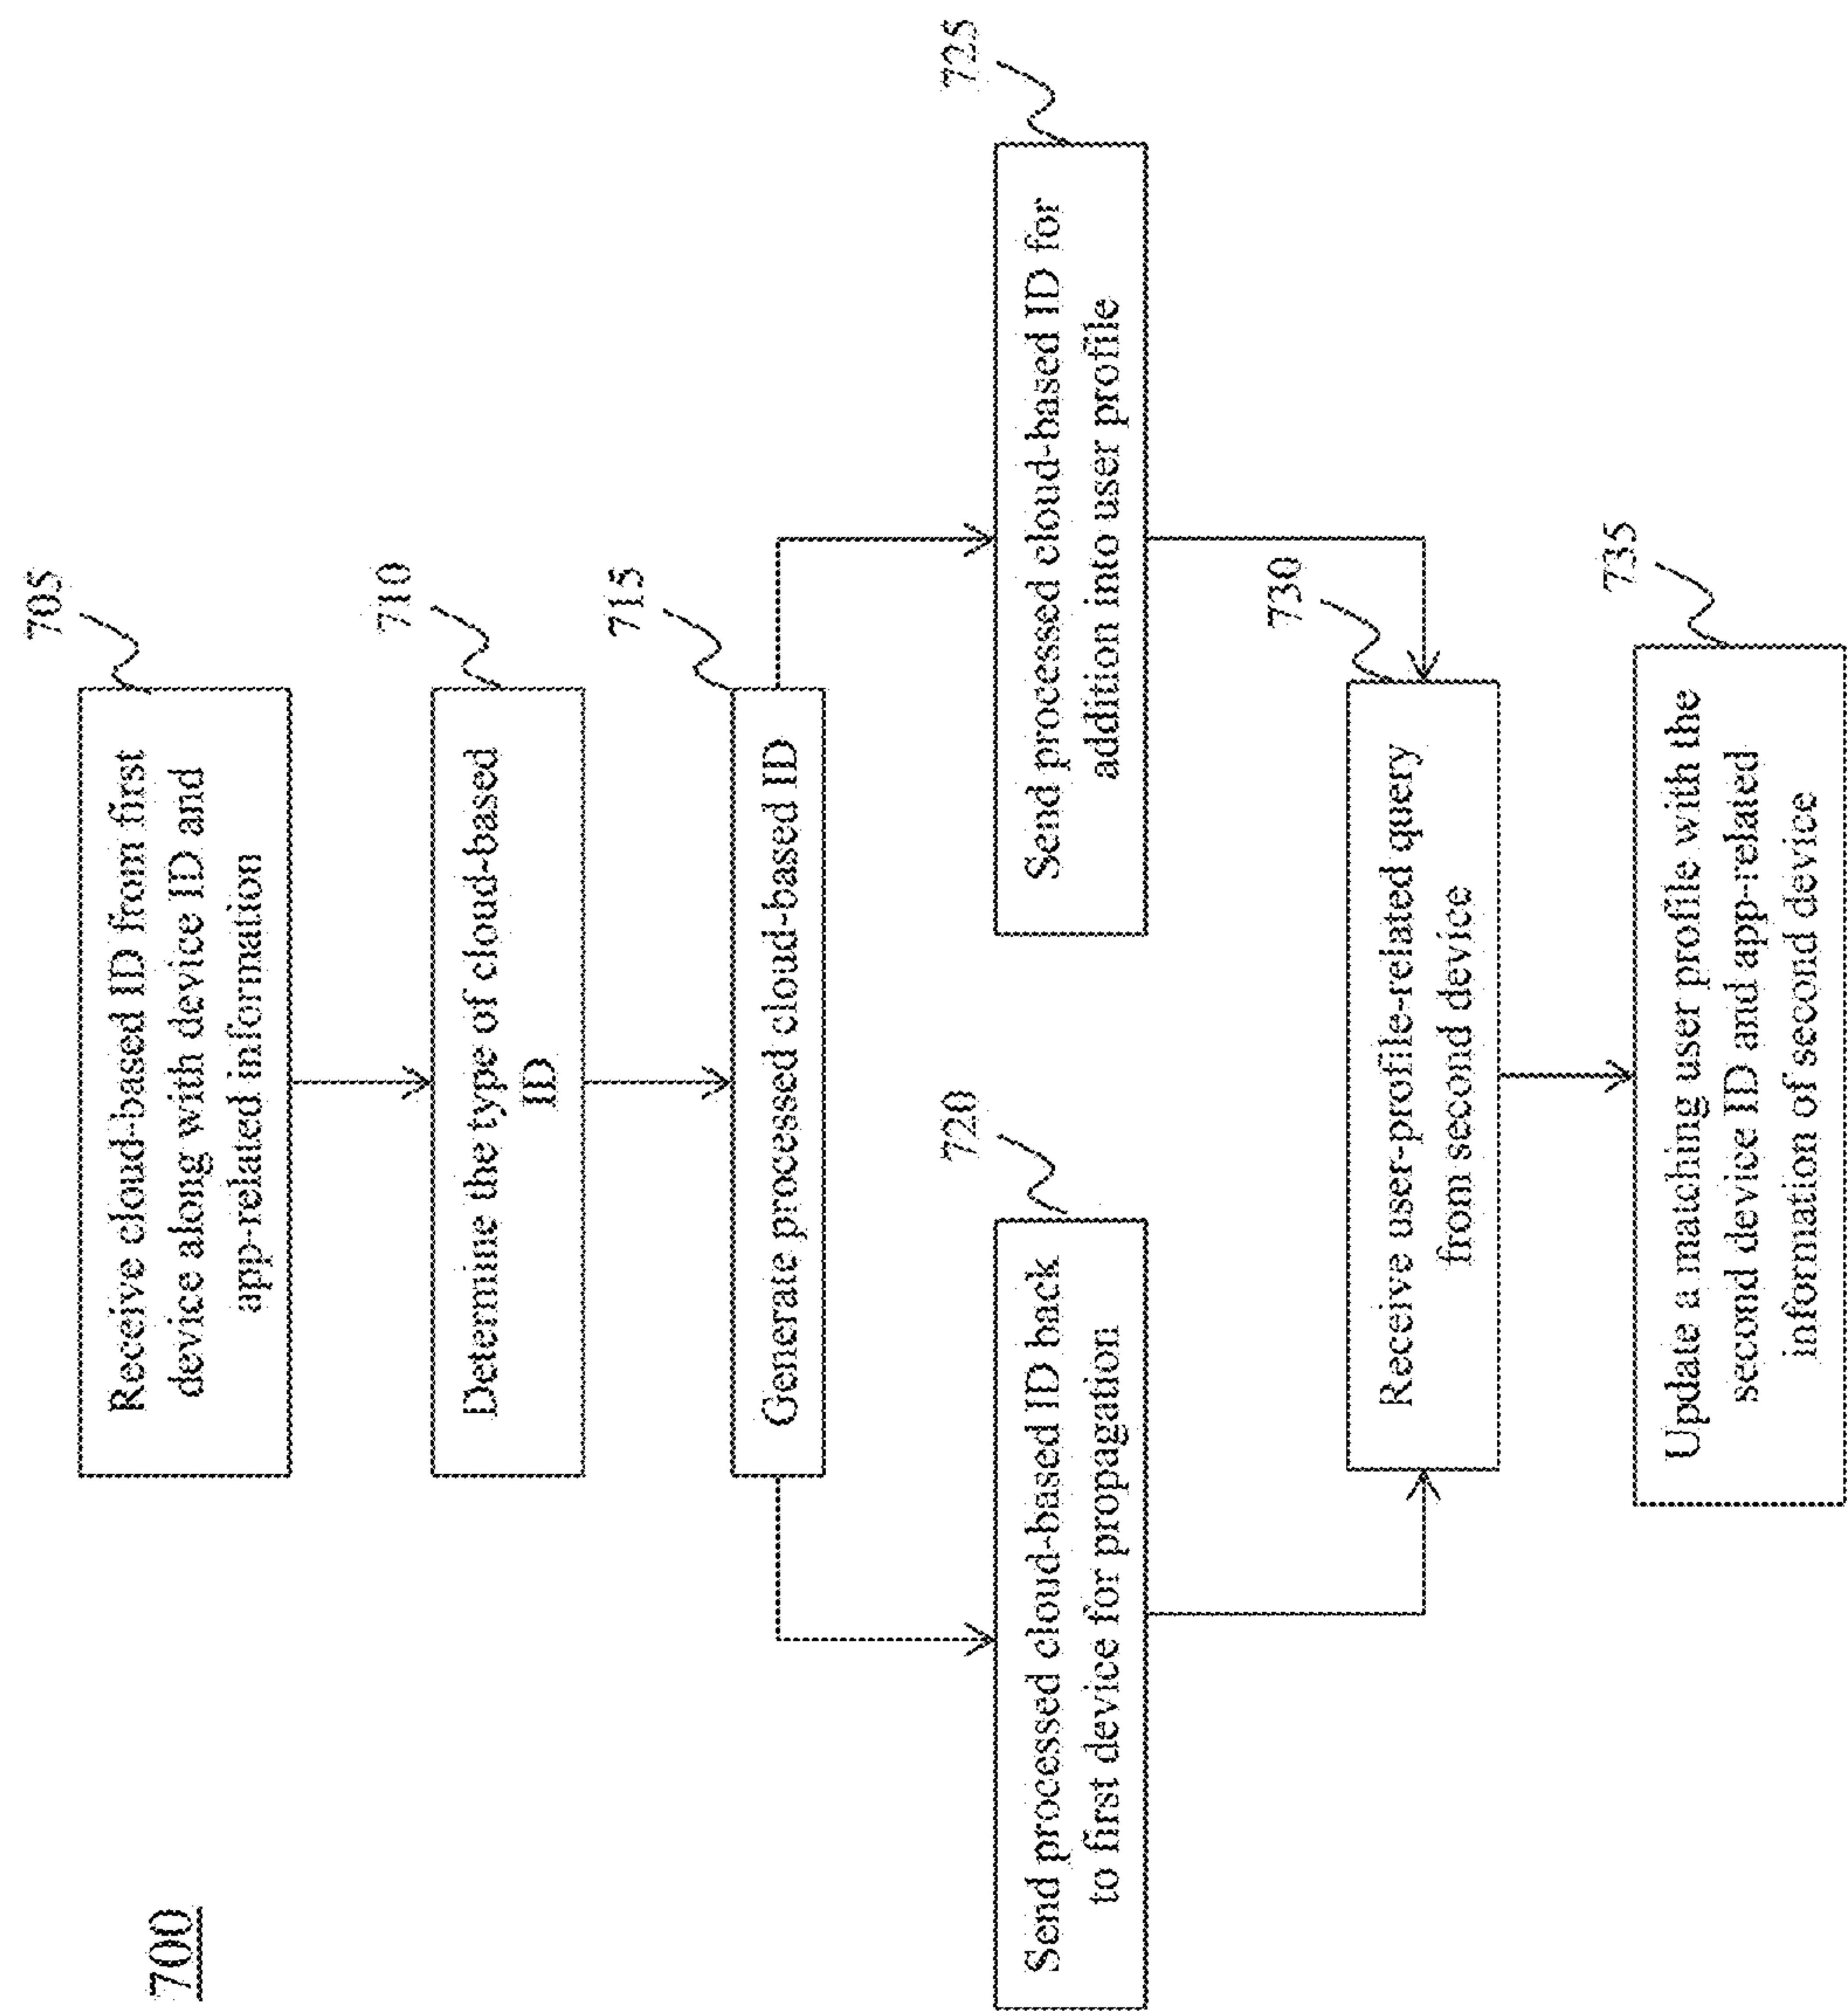 700
705
Receive cloud-based ID from first
device along with device ID and
app-related information
710
Determine the type of cloud-based
ID
715
Generate processed cloud-based ID
720
Send processed cloud-based ID back
to first device for propagation
725
Send processed cloud-based ID for
addition into user profile
730
Receive user-profile-related query
from second device
735
Update a matching user profile with the
second device ID and app-related
information of second device